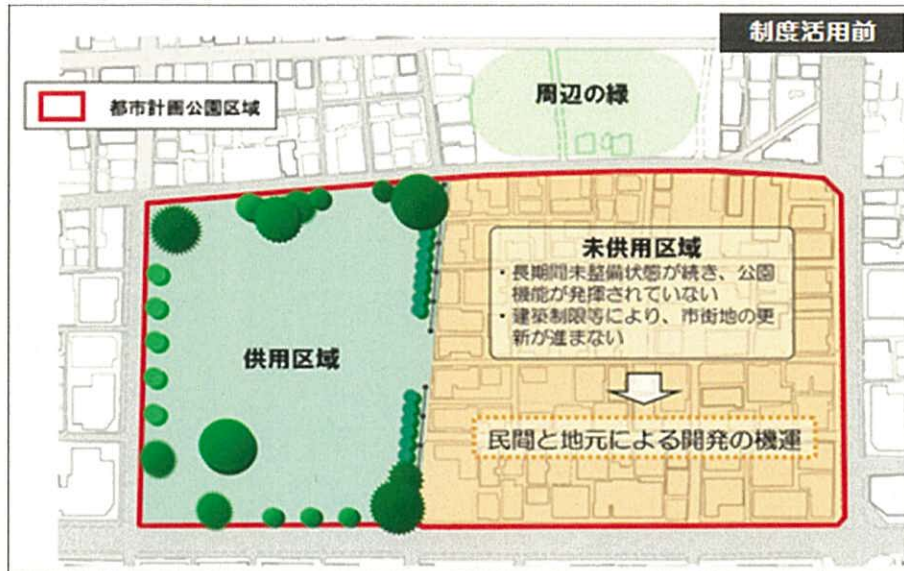 制度活用前
都市計画公園区域
周辺の緑
未供用区域
・長期間未整備状態が続き、公園
機能が発揮されていない
・建築制限等により、市街地の更
新が進まない
供用区域
民間と地元による開発の機運